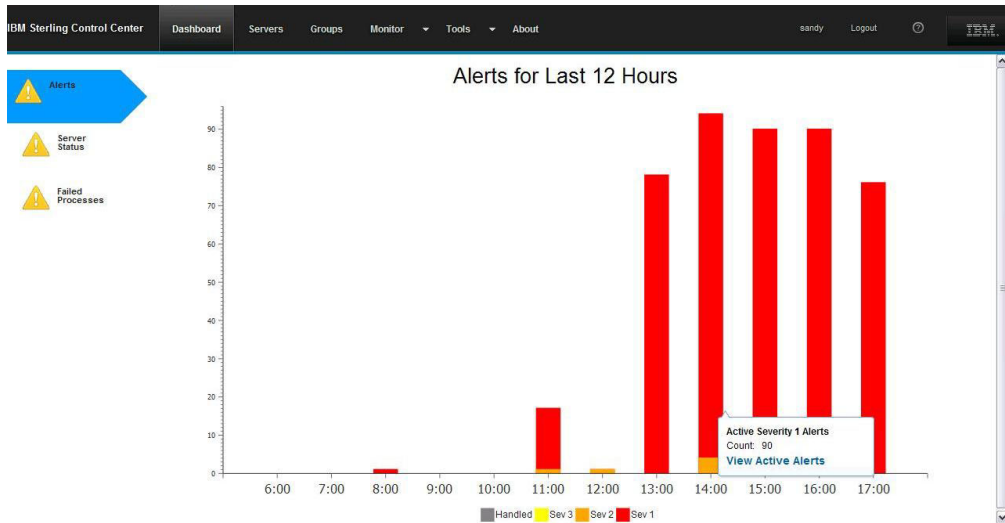 IBM Sterling Control Center Dashboard Servers Groups Monitor Tools About sandy Logout ? IBM.
Alerts
Server
Status
Failed
Processes
Alerts for Last 12 Hours
90
80
70
60
50
40
30
20
10
0
6:00 7:00 8:00 9:00 10:00 11:00 12:00 13:00 14:00 15:00 16:00 17:00
Active Severity 1 Alerts
Count: 90
View Active Alerts
Handled Sev 3 Sev 2 Sev 1